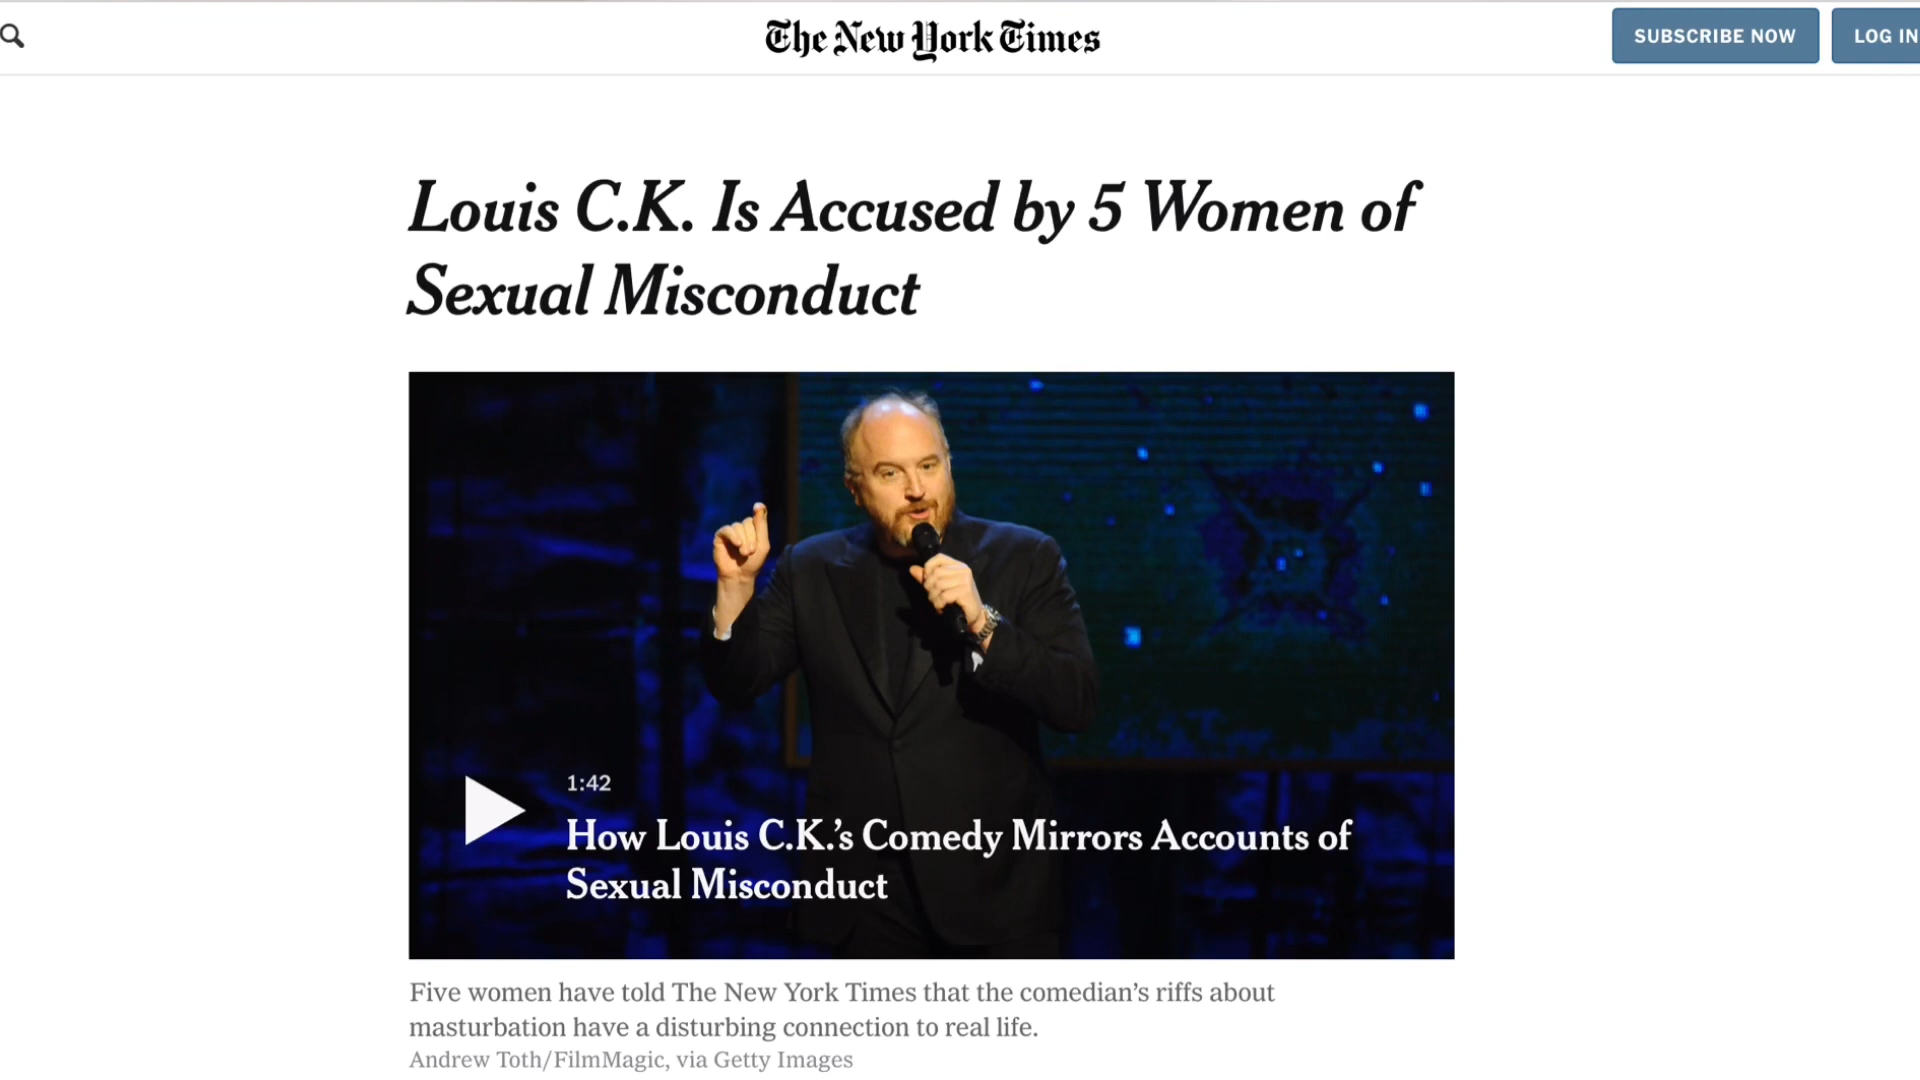 The New York Times
SUBSCRIBE NOW
LOG IN
Louis C.K. Is Accused by 5 Women of
Sexual Misconduct
1:42
How Louis C.K.’s Comedy Mirrors Accounts of
Sexual Misconduct
Five women have told The New York Times that the comedian’s riffs about
masturbation have a disturbing connection to real life.
Andrew Toth/FilmMagic, via Getty Images